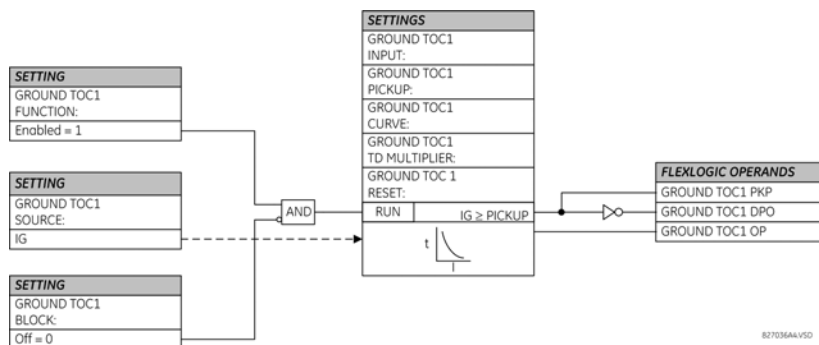 SETTING
GROUND TOC1
FUNCTION:
Enabled = 1
SETTING
GROUND TOC1
SOURCE:
IG
SETTING
GROUND TOC1
BLOCK:
Off = 0
AND
SETTINGS
GROUND TOC1
INPUT:
GROUND TOC1
PICKUP:
GROUND TOC1
CURVE:
GROUND TOC1
TD MULTIPLIER:
GROUND TOC 1
RESET:
RUN
IG ≥ PICKUP
t
I
FLEXLOGIC OPERANDS
GROUND TOC1 PKP
GROUND TOC1 DPO
GROUND TOC1 OP
827036A4.VSD